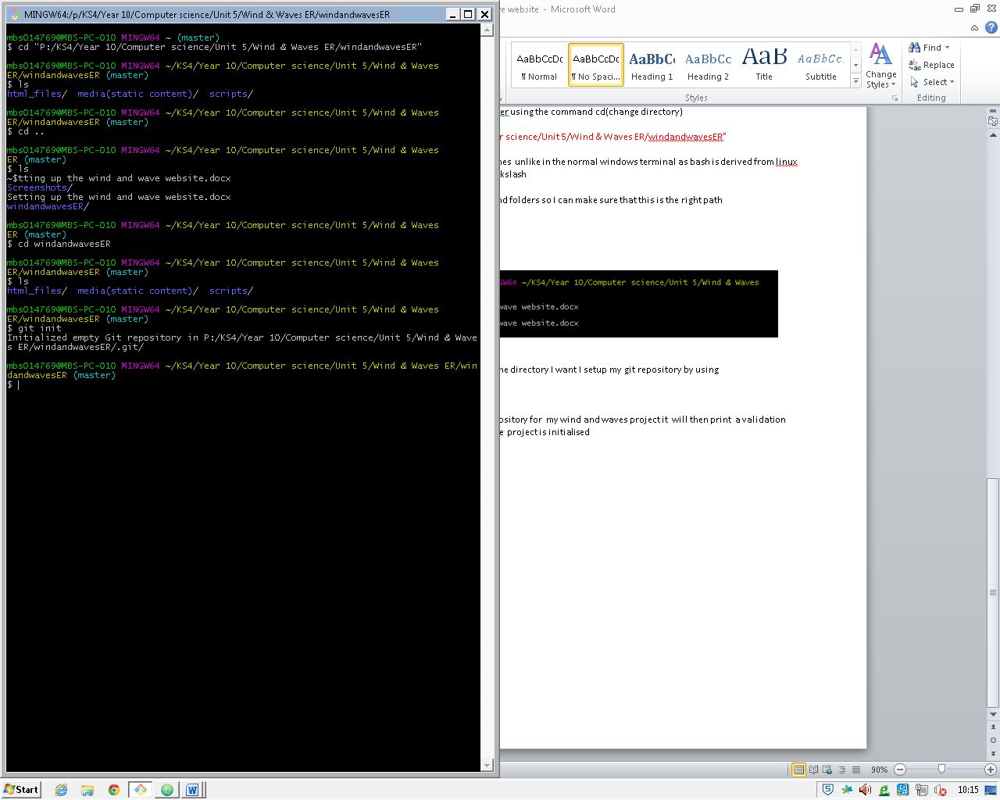 MINGW64:/p/KS4/Year 10/Computer science/Unit 5/Wind & Waves ER/windandwavesER
mbs014769@MBS-PC-010 MINGW64 ~ (master)
$ cd "P:/KS4/Year 10/Computer science/Unit 5/Wind & Waves ER/windandwavesER"
mbs014769@MBS-PC-010 MINGW64 ~/KS4/Year 10/Computer science/Unit 5/Wind & Waves
ER/windandwavesER (master)
$ ls
html_files/  media(static content)/  scripts/
mbs014769@MBS-PC-010 MINGW64 ~/KS4/Year 10/Computer science/Unit 5/Wind & Waves
ER/windandwavesER (master)
$ cd ..
mbs014769@MBS-PC-010 MINGW64 ~/KS4/Year 10/Computer science/Unit 5/Wind & Waves
ER (master)
$ ls
~$tting up the wind and wave website.docx
Screenshots/
Setting up the wind and wave website.docx
windandwavesER/
mbs014769@MBS-PC-010 MINGW64 ~/KS4/Year 10/Computer science/Unit 5/Wind & Waves
ER (master)
$ cd windandwavesER
mbs014769@MBS-PC-010 MINGW64 ~/KS4/Year 10/Computer science/Unit 5/Wind & Waves
ER/windandwavesER (master)
$ ls
html_files/  media(static content)/  scripts/
mbs014769@MBS-PC-010 MINGW64 ~/KS4/Year 10/Computer science/Unit 5/Wind & Waves
ER/windandwavesER (master)
$ git init
Initialized empty Git repository in P:/KS4/Year 10/Computer science/Unit 5/Wind & Wave
s ER/windandwavesER/.git/
mbs014769@MBS-PC-010 MINGW64 ~/KS4/Year 10/Computer science/Unit 5/Wind & Waves ER/win
dandwavesER (master)
$
ve website - Microsoft Word
AaBbCcDc AaBbCcDc AaBbCc AaBbCc AaB AaBbCc.
¶ Normal ¶ No Spaci... Heading 1 Heading 2 Title Subtitle
Change
Styles
Styles
Find
Replace
Select
Editing
er using the command cd(change directory)
r science/Unit 5/Wind & Waves ER/windandwavesER"
nes unlike in the normal windows terminal as bash is derived from linux
kslash
nd folders so I can make sure that this is the right path
GW64 ~/KS4/Year 10/Computer science/Unit 5/Wind & Waves
wave website.docx
wave website.docx
ne directory I want I setup my git repository by using
ository for my wind and waves project it will then print a validation
e project is initialised
90%
Start
10:15